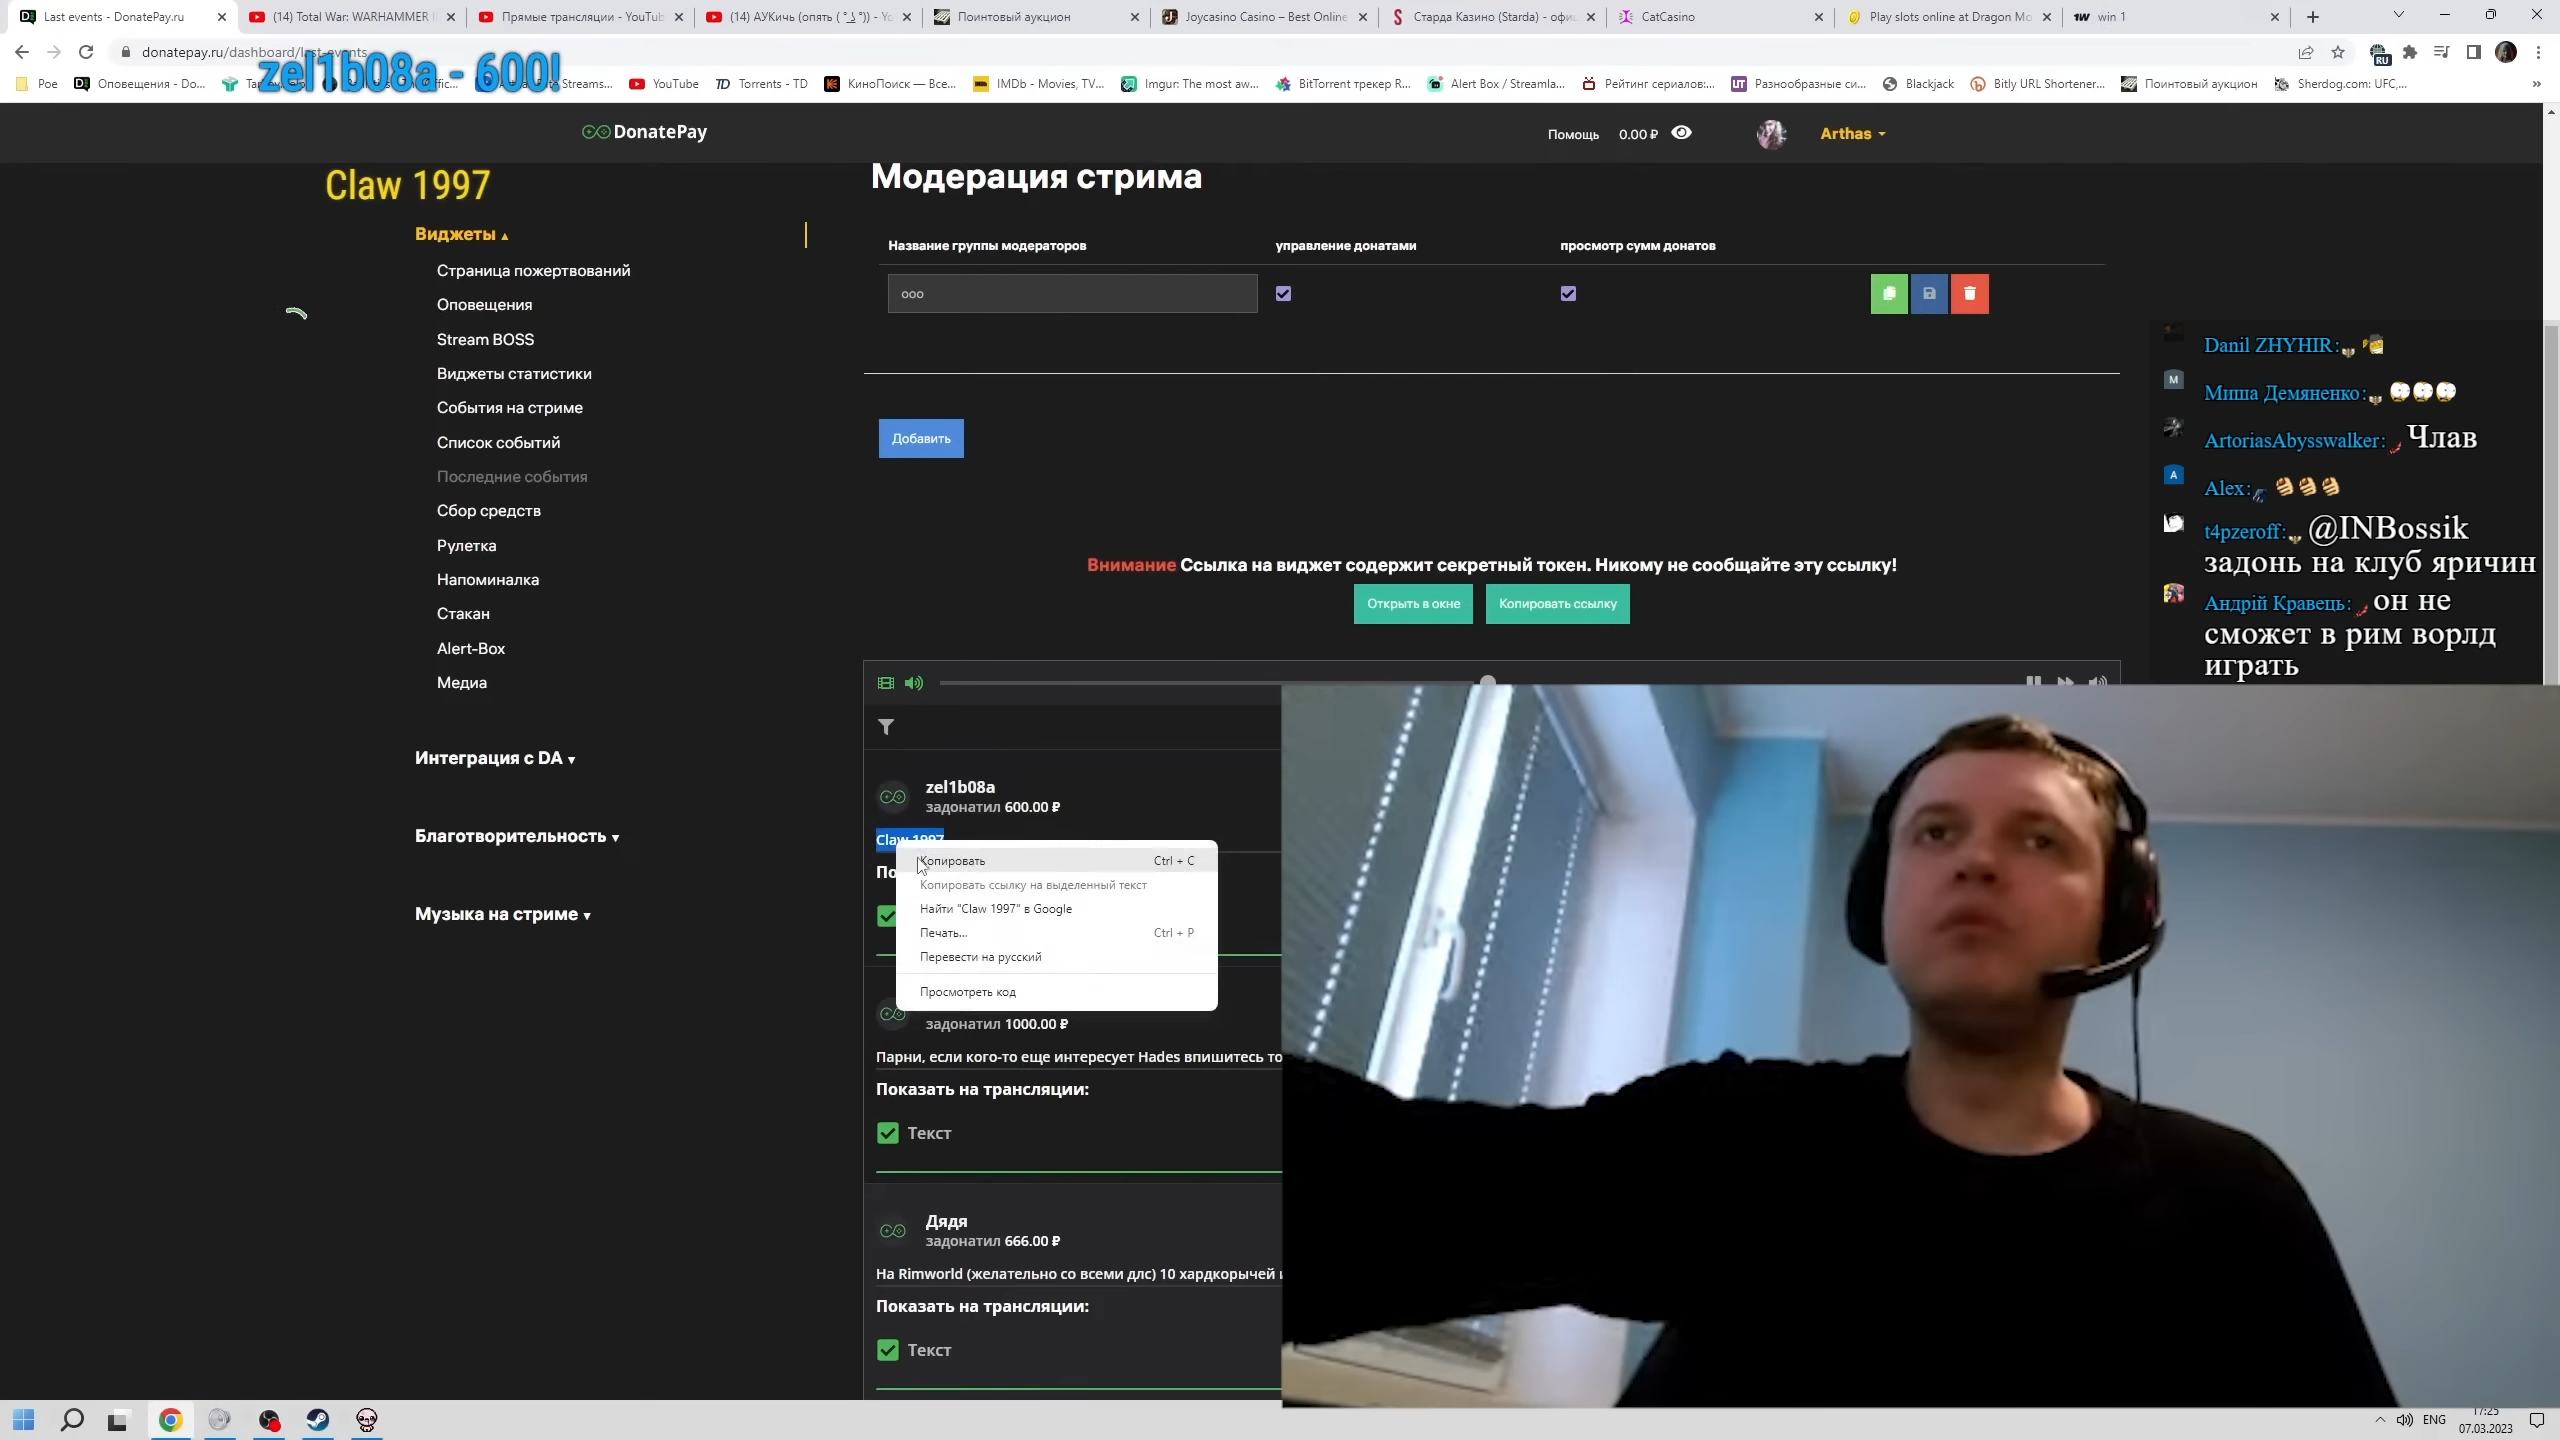 Last events - DonatePay.ru
(14) Total War: WARHAMMER
Прямые трансляции - YouTub
(14) АУКичь (опять ( ͡° ͜ʖ ͡°)) - Yo
Поинтовый аукцион
Joycasino Casino – Best Online
Старда Казино (Starda) - офи
CatCasino
Play slots online at Dragon Mo
win 1
donatepay.ru/dashboard/last-events
zel1b08a - 600!
Poe
Оповещения - Do...
YouTube
Torrents - TD
КиноПоиск — Все...
IMDb - Movies, TV...
Imgur: The most aw...
BitTorrent трекер R...
Alert Box / Streamla...
Рейтинг сериалов:...
Разнообразные си...
Blackjack
Bitly URL Shortener...
Поинтовый аукцион
Sherdog.com: UFC,...
DonatePay
Помощь
0.00 ₽
Arthas
Claw 1997
Модерация стрима
Виджеты
Страница пожертвований
Оповещения
Stream BOSS
Виджеты статистики
События на стриме
Список событий
Последние события
Сбор средств
Рулетка
Напоминалка
Стакан
Alert-Box
Медиа
Интеграция с DA
Благотворительность
Музыка на стриме
Название группы модераторов
управление донатами
просмотр сумм донатов
ооо
Добавить
Внимание Ссылка на виджет содержит секретный токен. Никому не сообщайте эту ссылку!
Открыть в окне
Копировать ссылку
zel1b08a
задонатил 600.00 ₽
Claw 1997
По
Копировать Ctrl + C
Копировать ссылку на выделенный текст
Найти "Claw 1997" в Google
Печать... Ctrl + P
Перевести на русский
Просмотреть код
задонатил 1000.00 ₽
Парни, если кого-то еще интересует Hades впишитесь то
Показать на трансляции:
Текст
Дядя
задонатил 666.00 ₽
На Rimworld (желательно со всеми длс) 10 хардкорычей и
Показать на трансляции:
Текст
Danil ZHYHIR:
Миша Демяненко:
ArtoriasAbysswalker: Члав
Alex:
t4pzeroff: @INBossik
задонь на клуб яричин
Андрій Кравець: он не
сможет в рим ворлд
играть
ENG
17:25
07.03.2023